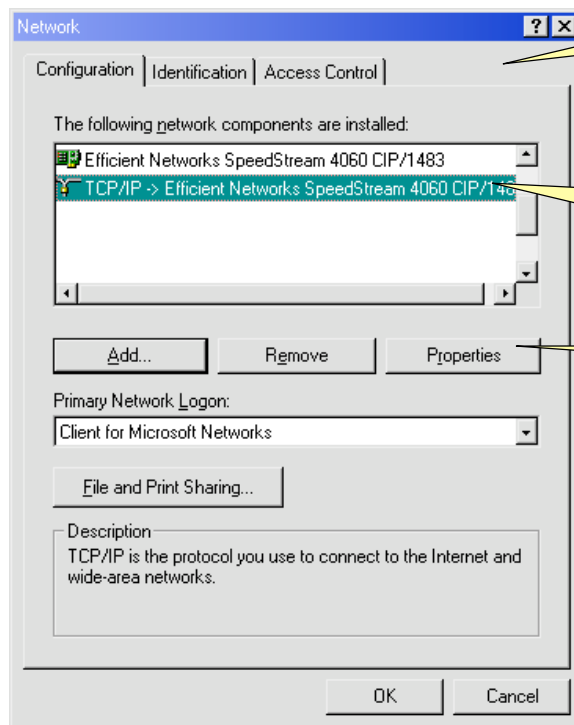 Network
Configuration Identification Access Control
The following network components are installed:
Efficient Networks SpeedStream 4060 CIP/1483
TCP/IP -> Efficient Networks SpeedStream 4060 CIP/148
Add... Remove Properties
Primary Network Logon:
Client for Microsoft Networks
File and Print Sharing...
Description
TCP/IP is the protocol you use to connect to the Internet and
wide-area networks.
OK Cancel